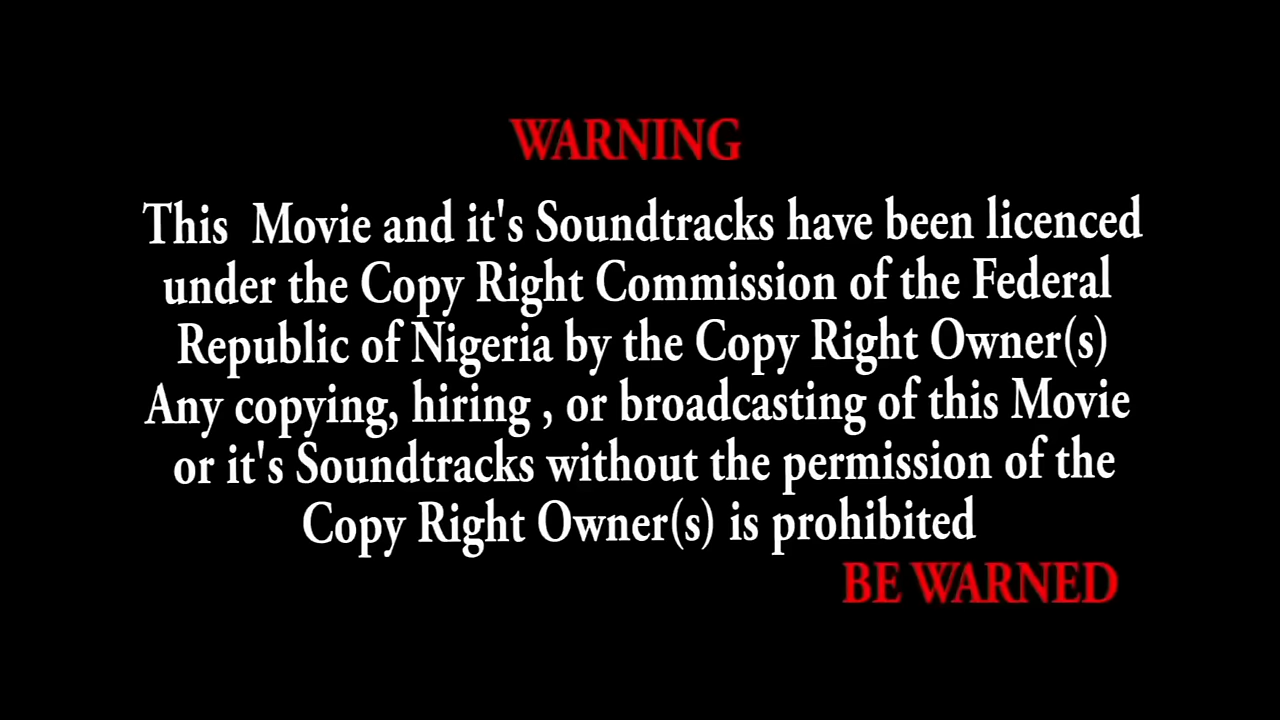 WARNING
This  Movie and it's Soundtracks have been licenced
under the Copy Right Commission of the Federal
Republic of Nigeria by the Copy Right Owner(s)
Any copying, hiring , or broadcasting of this Movie
or it's Soundtracks without the permission of the
Copy Right Owner(s) is prohibited
BE WARNED